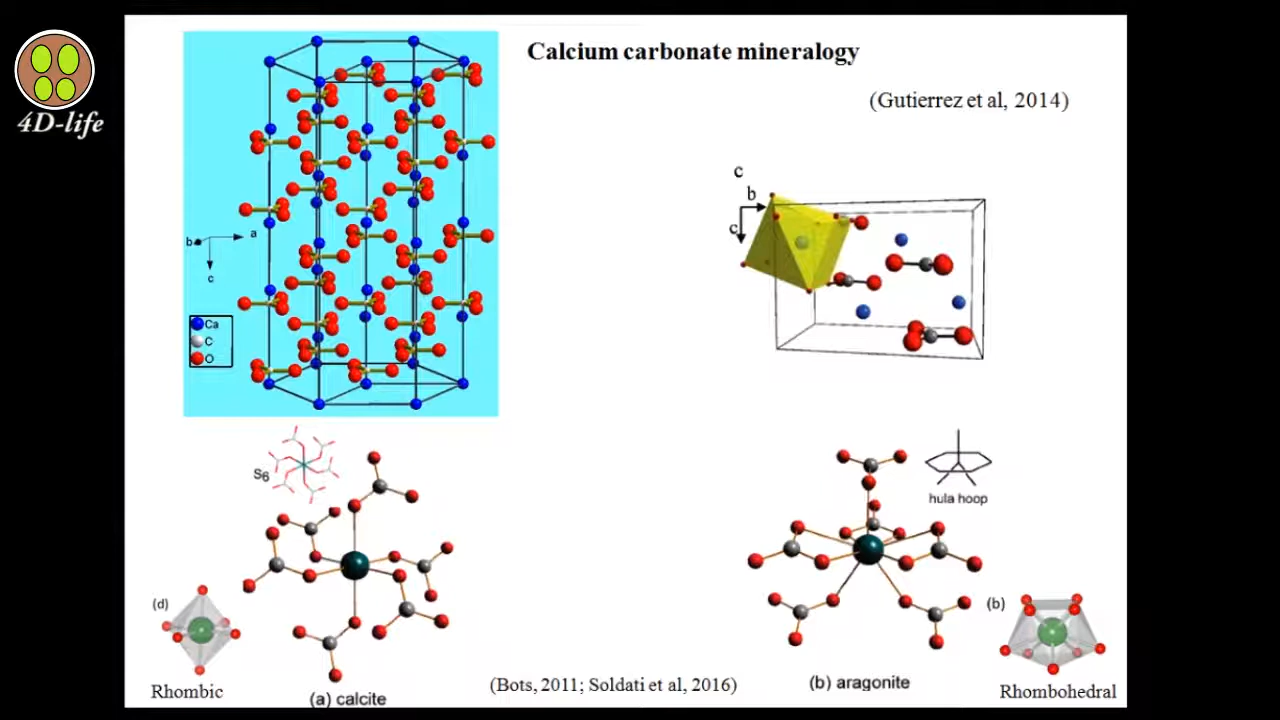 4D-life
Calcium carbonate mineralogy
(Gutierrez et al, 2014)
b
a
c
Ca
C
O
c
b
c
S6
hula hoop
(d)
Rhombic
(a) calcite
(Bots, 2011; Soldati et al, 2016)
(b) aragonite
(b)
Rhombohedral